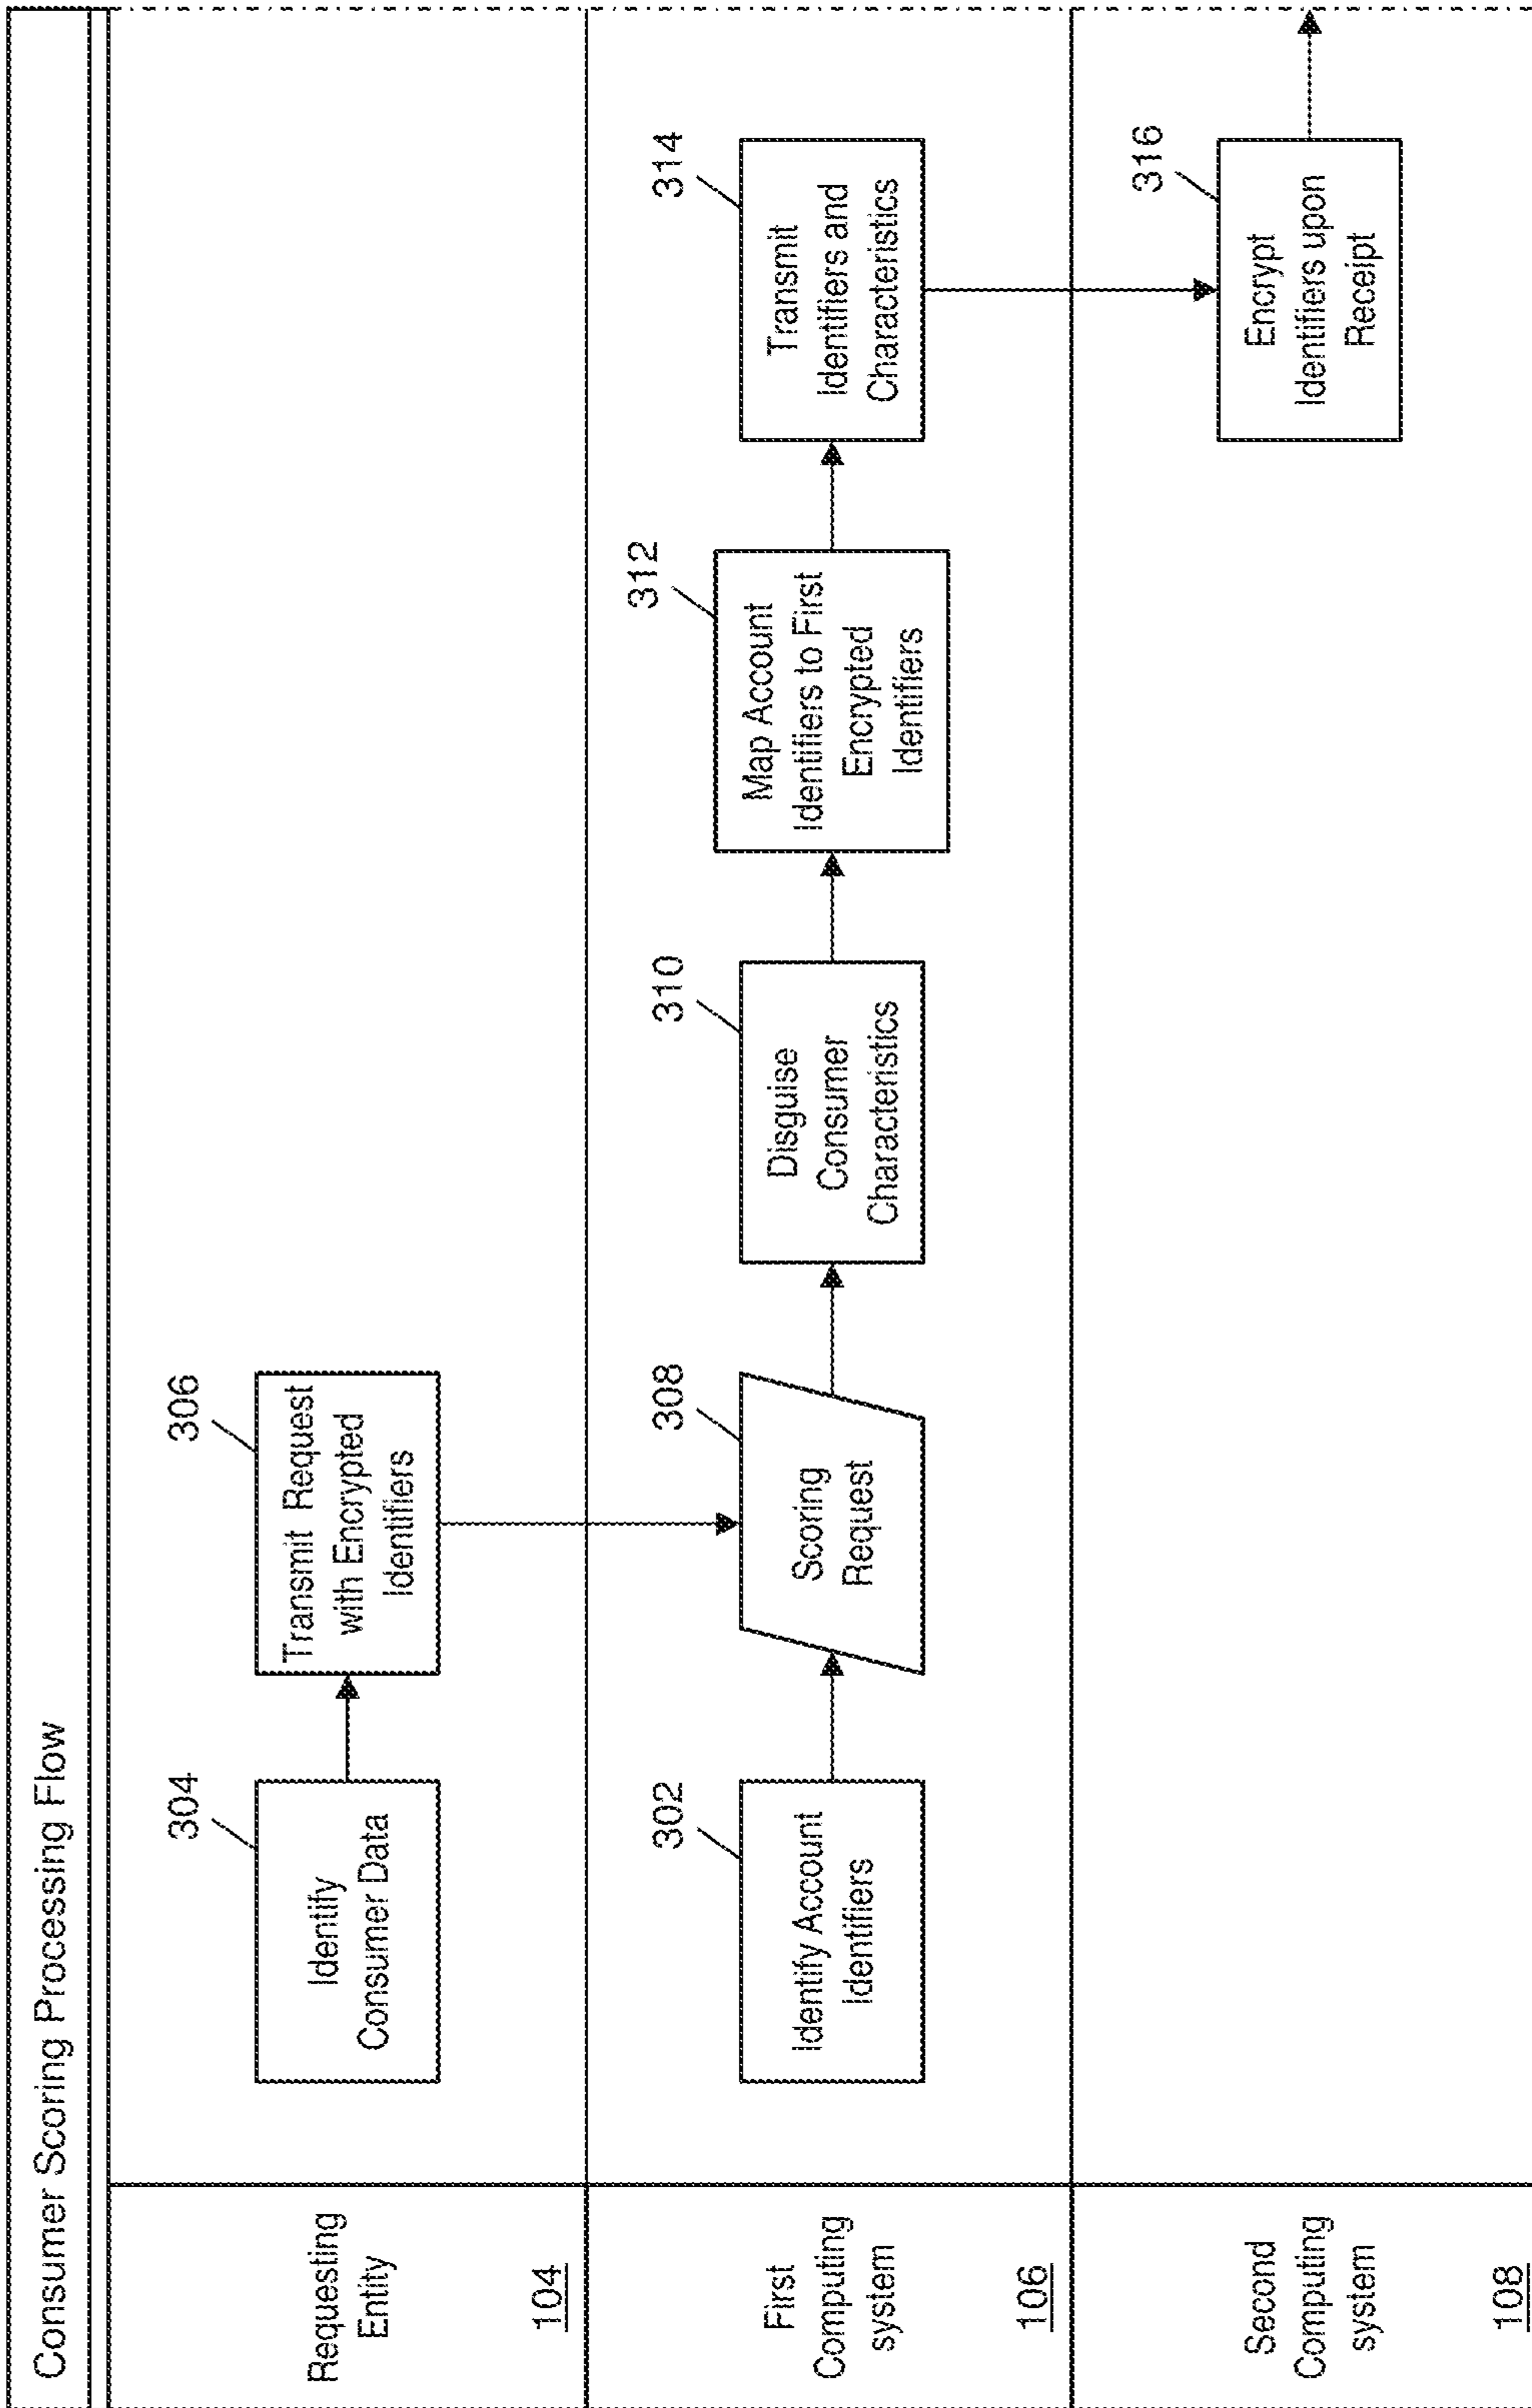 Consumer Scoring Processing Flow
Requesting
Entity
104
304
Identify
Consumer Data
306
Transmit Request
with Encrypted
Identifiers
First
Computing
system
106
302
Identify Account
Identifiers
308
Scoring
Request
310
Disguise
Consumer
Characteristics
312
Map Account
Identifiers to First
Encrypted
Identifiers
314
Transmit
Identifiers and
Characteristics
Second
Computing
system
108
316
Encrypt
Identifiers upon
Receipt